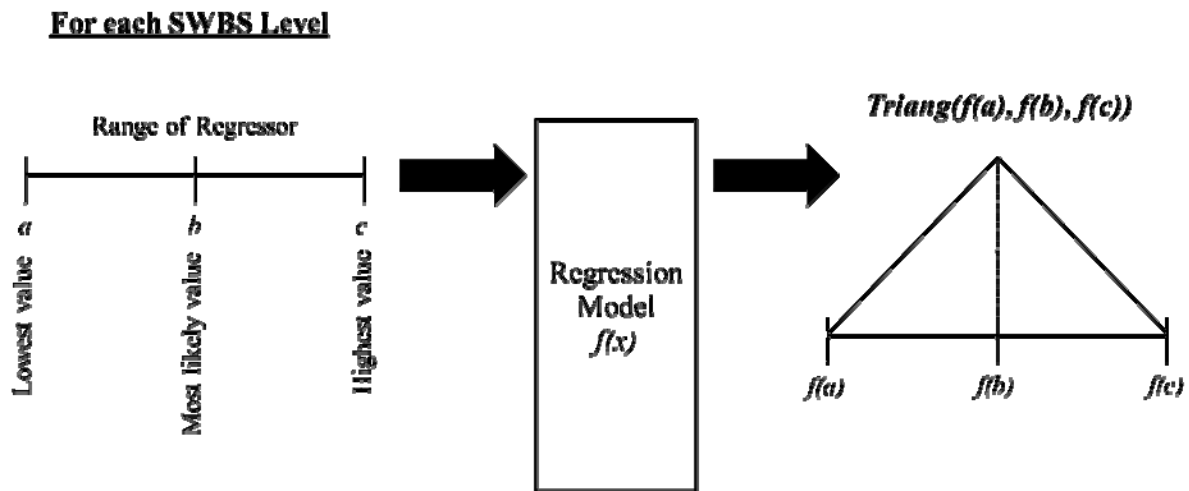 For each SWBS Level
Range of Regressor
a
b
c
Lowest value
Most likely value
Highest value
Regression
Model
f(x)
Triang(f(a), f(b), f(c))
f(a)
f(b)
f(c)